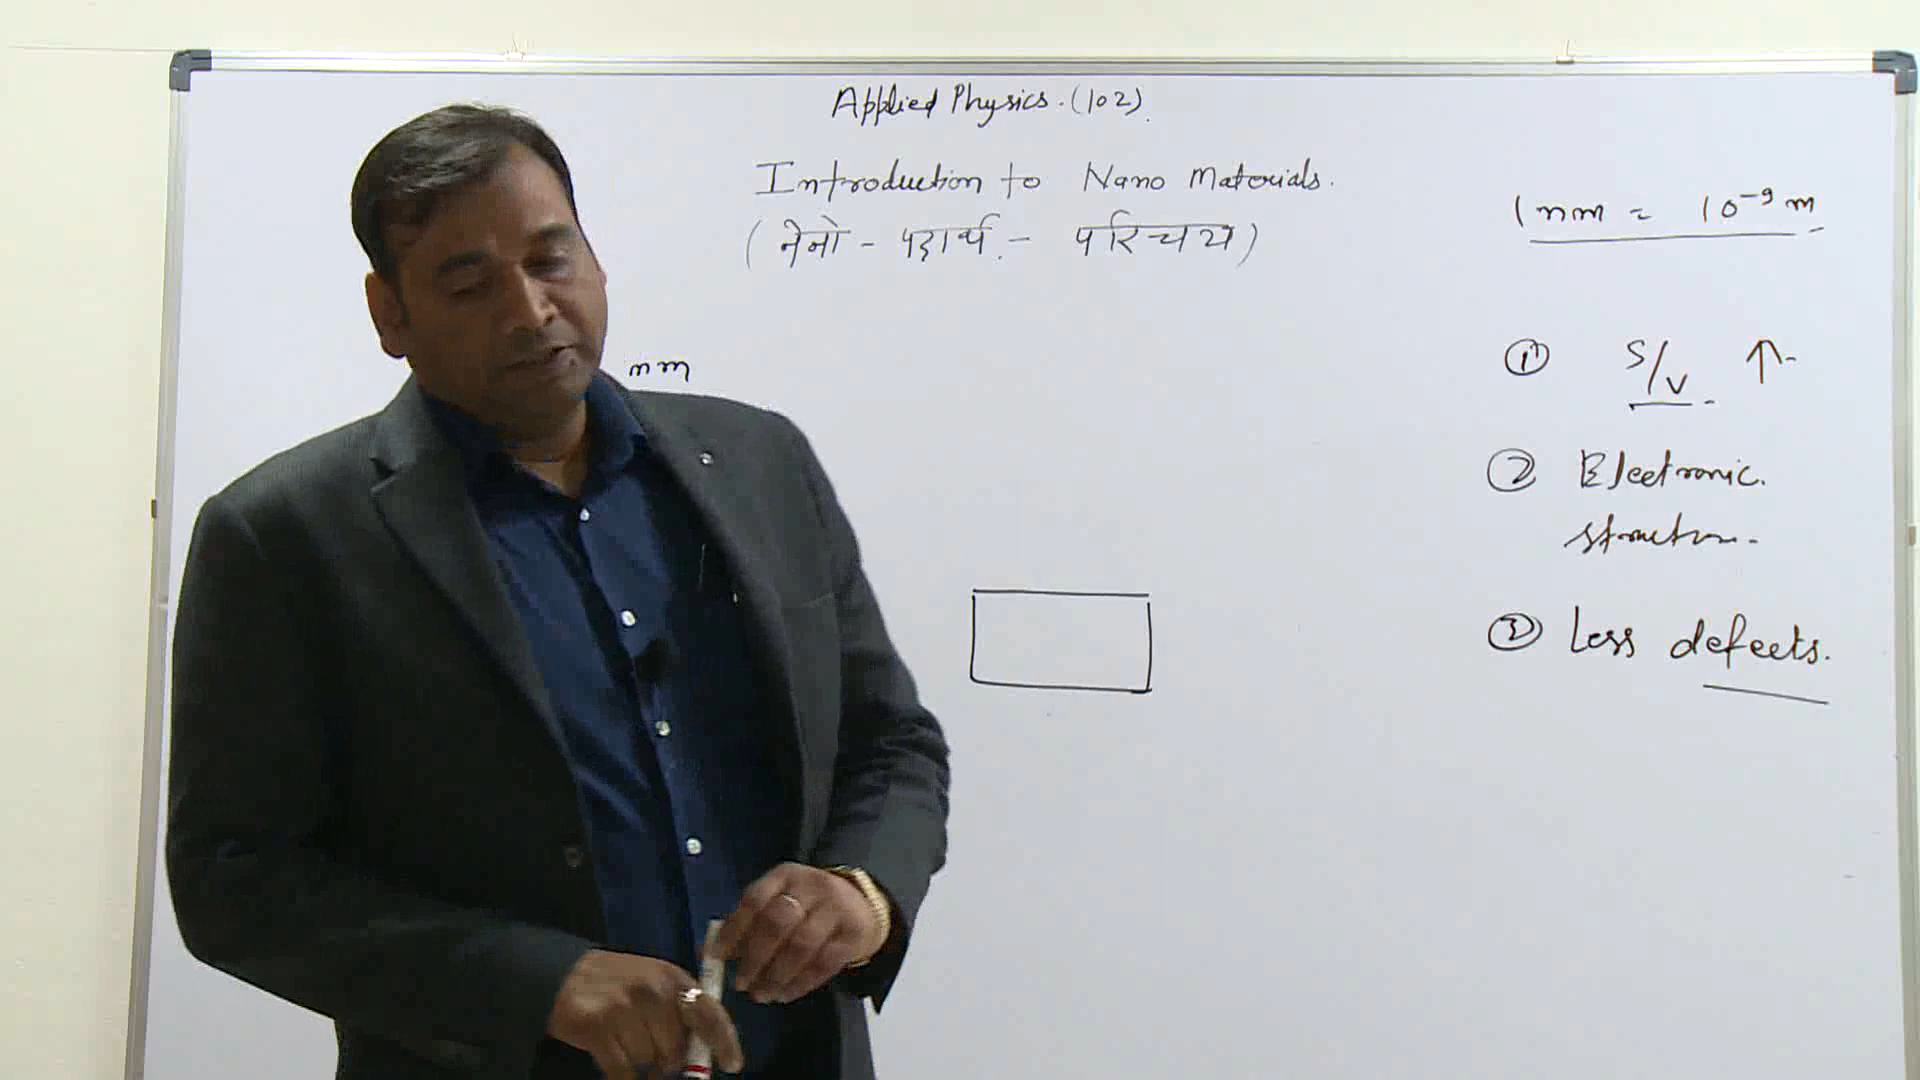 Applied Physics. (102).
Introduction to Nano Materials.
(नेनो - पदार्थ. - परिचय)
1 nm = 10⁻⁹ m
nm
① S/V ↑
② Electronic.
structure.
③ Less defects.